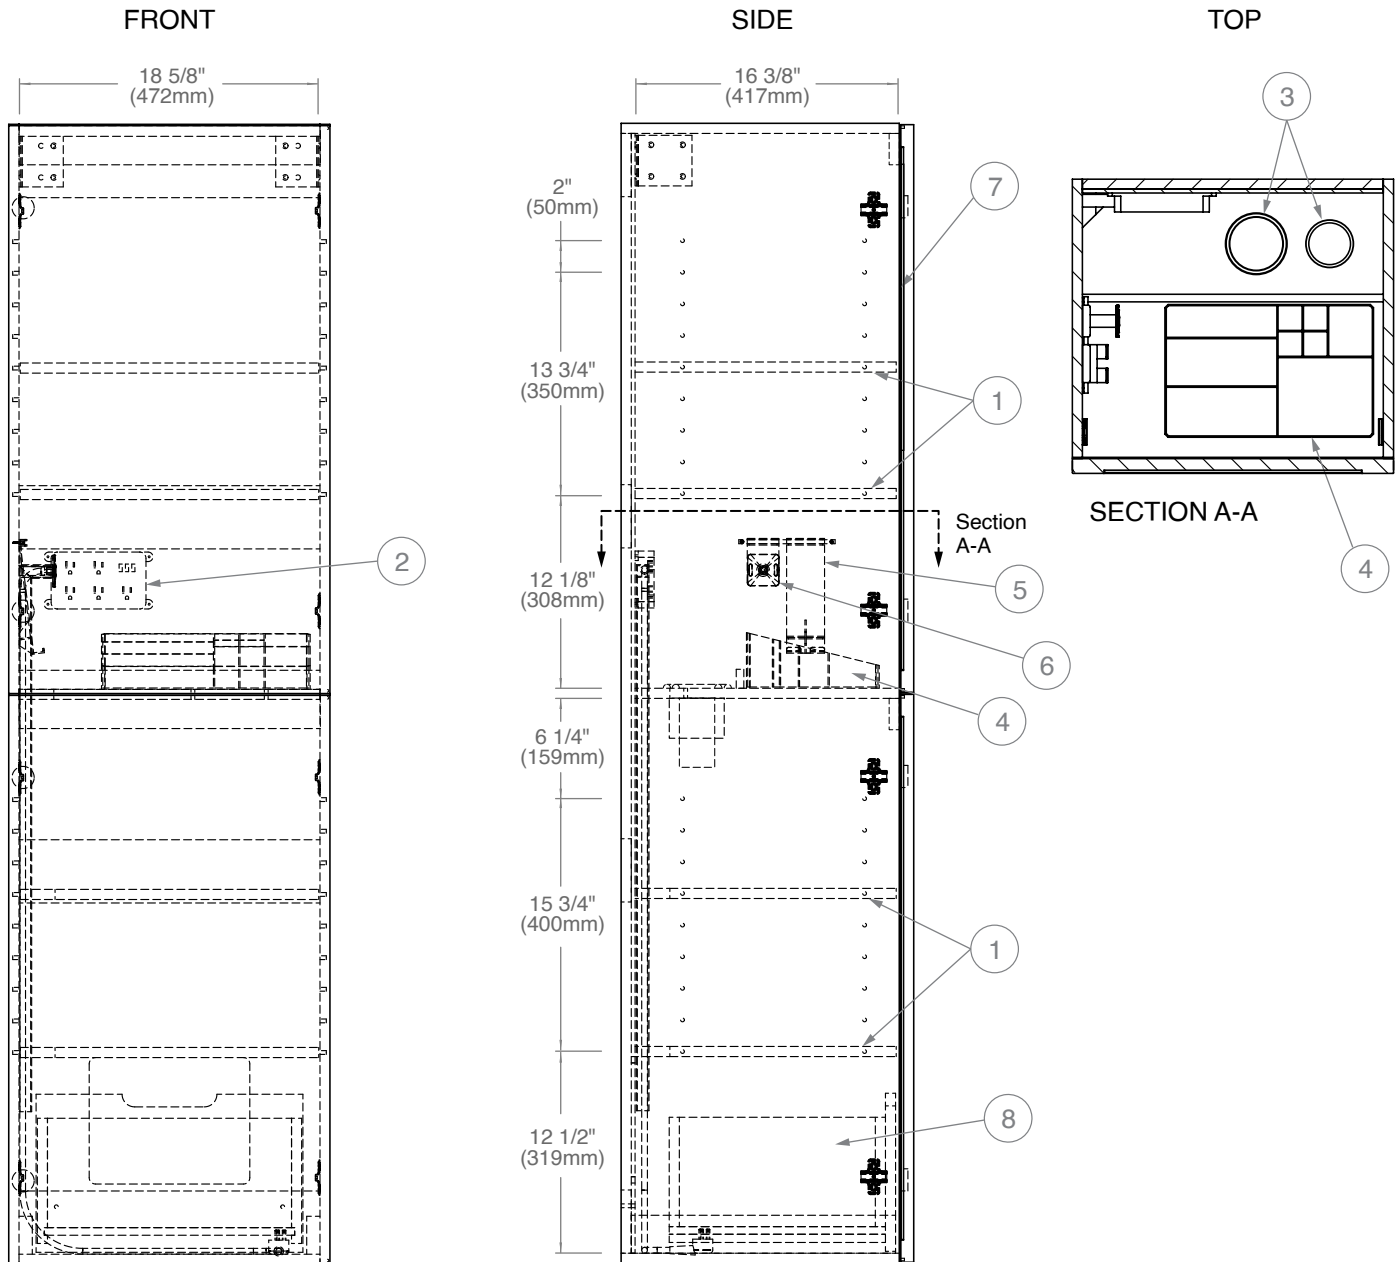 FRONT
SIDE
TOP
18 5/8"
(472mm)
16 3/8"
(417mm)
3
7
2"
(50mm)
13 3/4"
(350mm)
1
Section
A-A
SECTION A-A
4
2
12 1/8"
(308mm)
5
6
4
6 1/4"
(159mm)
15 3/4"
(400mm)
1
8
12 1/2"
(319mm)